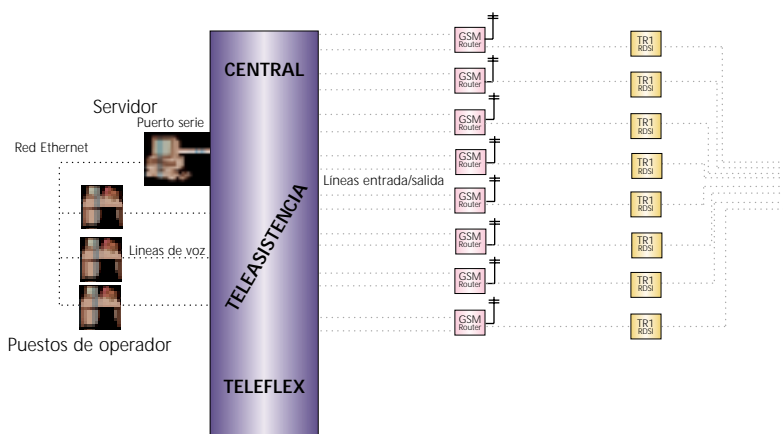 GSM
Router
TR1
RDSI
CENTRAL
GSM
Router
TR1
RDSI
Servidor
Puerto serie
GSM
Router
TR1
RDSI
Red Ethernet
GSM
Router
TR1
RDSI
Líneas entrada/salida
GSM
Router
TR1
RDSI
TELEASISTENCIA
Lineas de voz
GSM
Router
TR1
RDSI
GSM
Router
TR1
RDSI
GSM
Router
TR1
RDSI
Puestos de operador
TELEFLEX